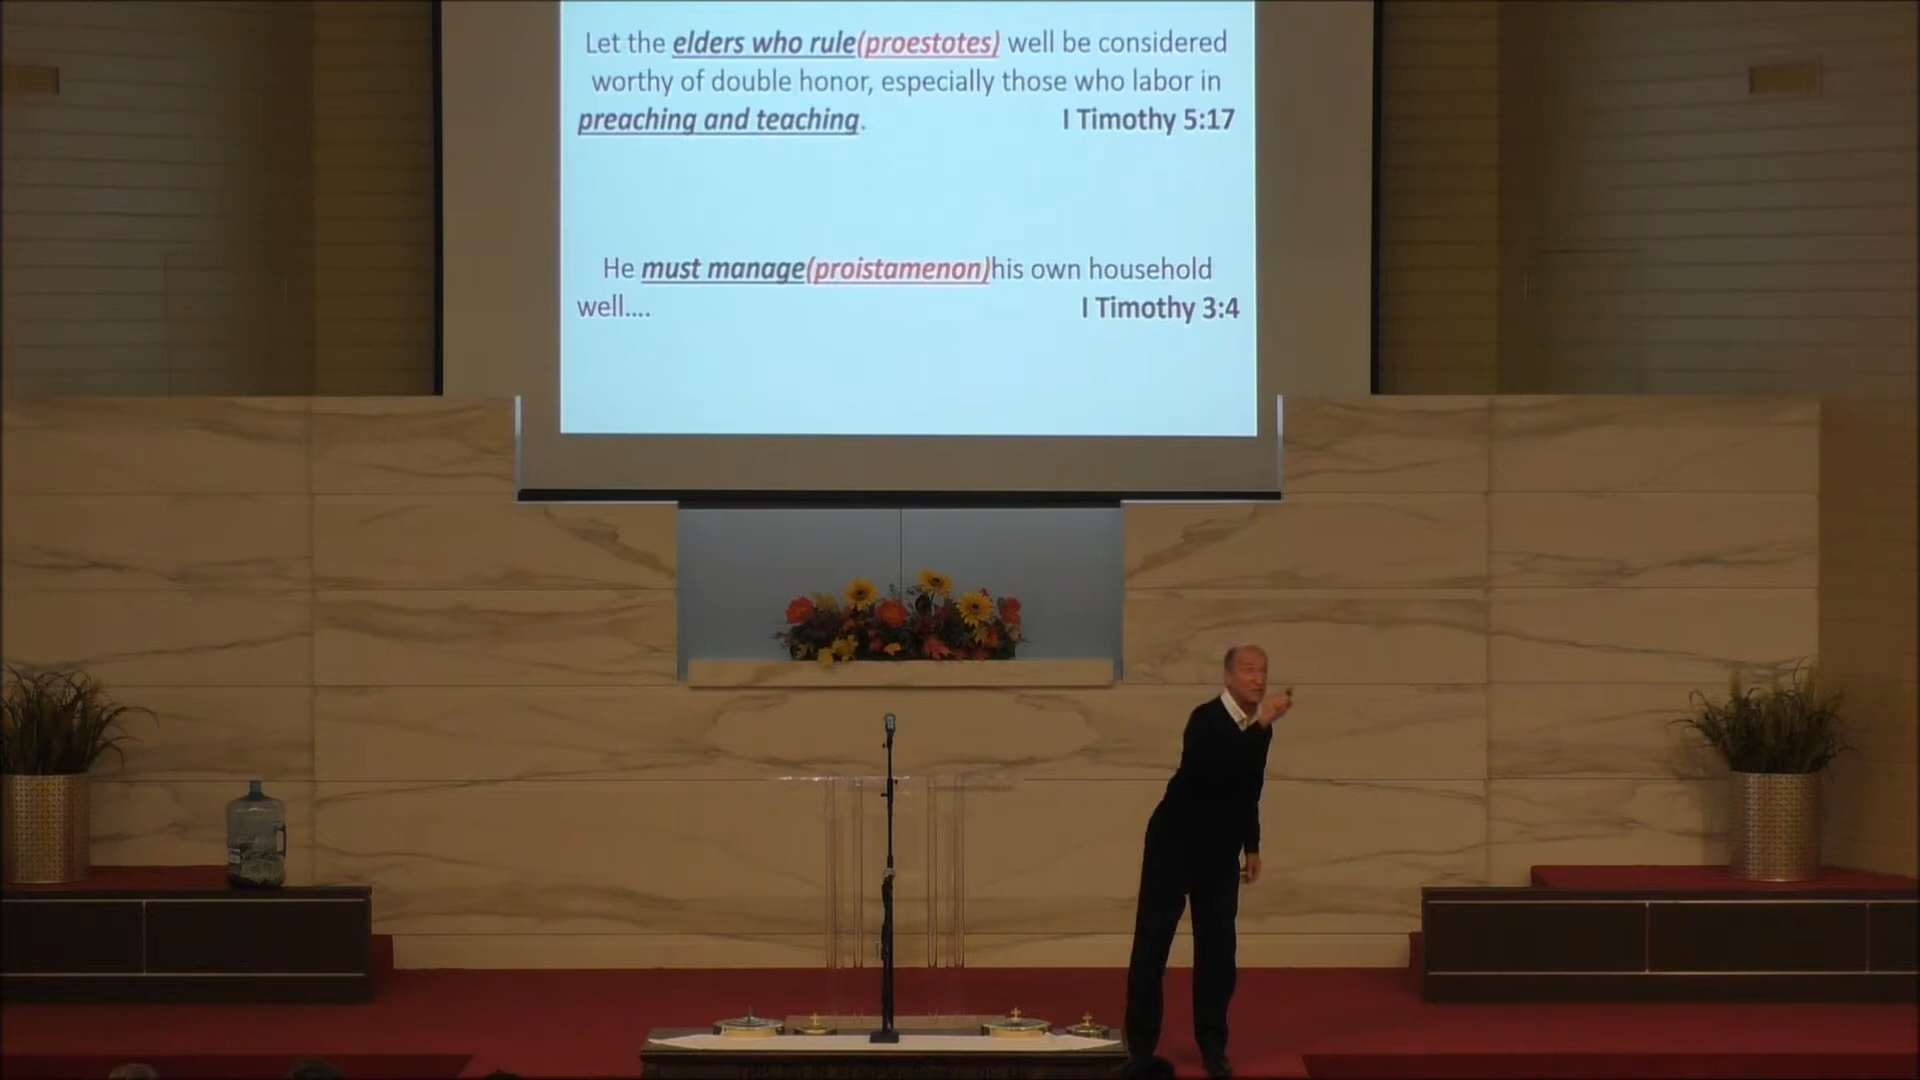 Let the elders who rule(proestotes) well be considered
worthy of double honor, especially those who labor in
preaching and teaching. I Timothy 5:17
He must manage(proistamenon)his own household
well.... I Timothy 3:4